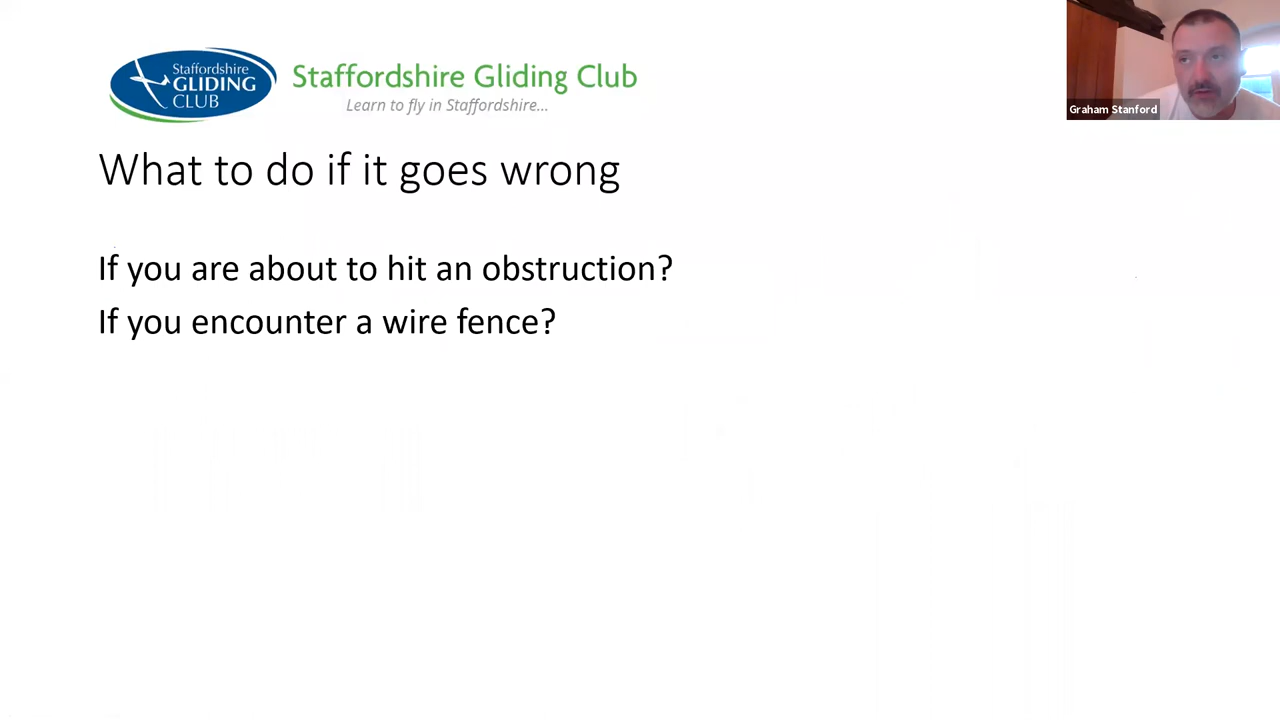 Staffordshire
GLIDING
CLUB
Staffordshire Gliding Club
Learn to fly in Staffordshire...
Graham Stanford
What to do if it goes wrong
If you are about to hit an obstruction?
If you encounter a wire fence?